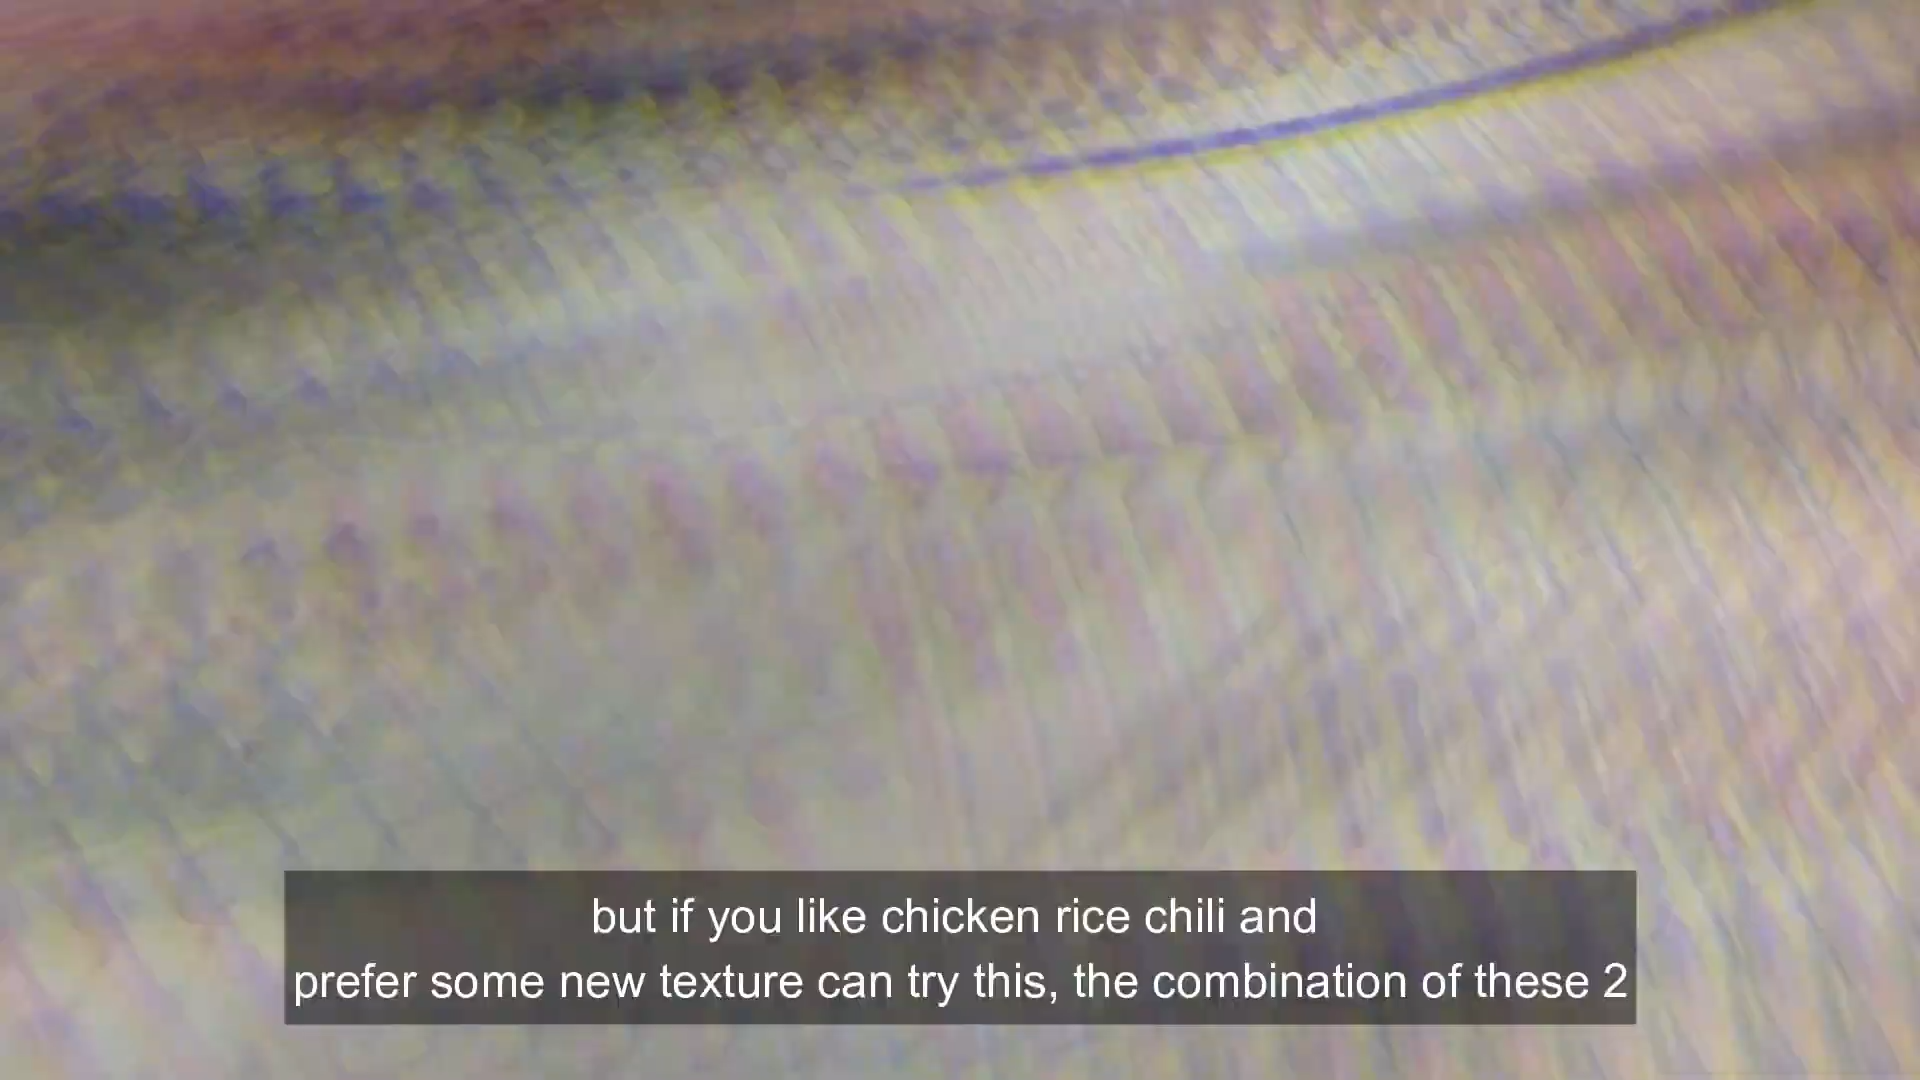 but if you like chicken rice chili and
prefer some new texture can try this, the combination of these 2